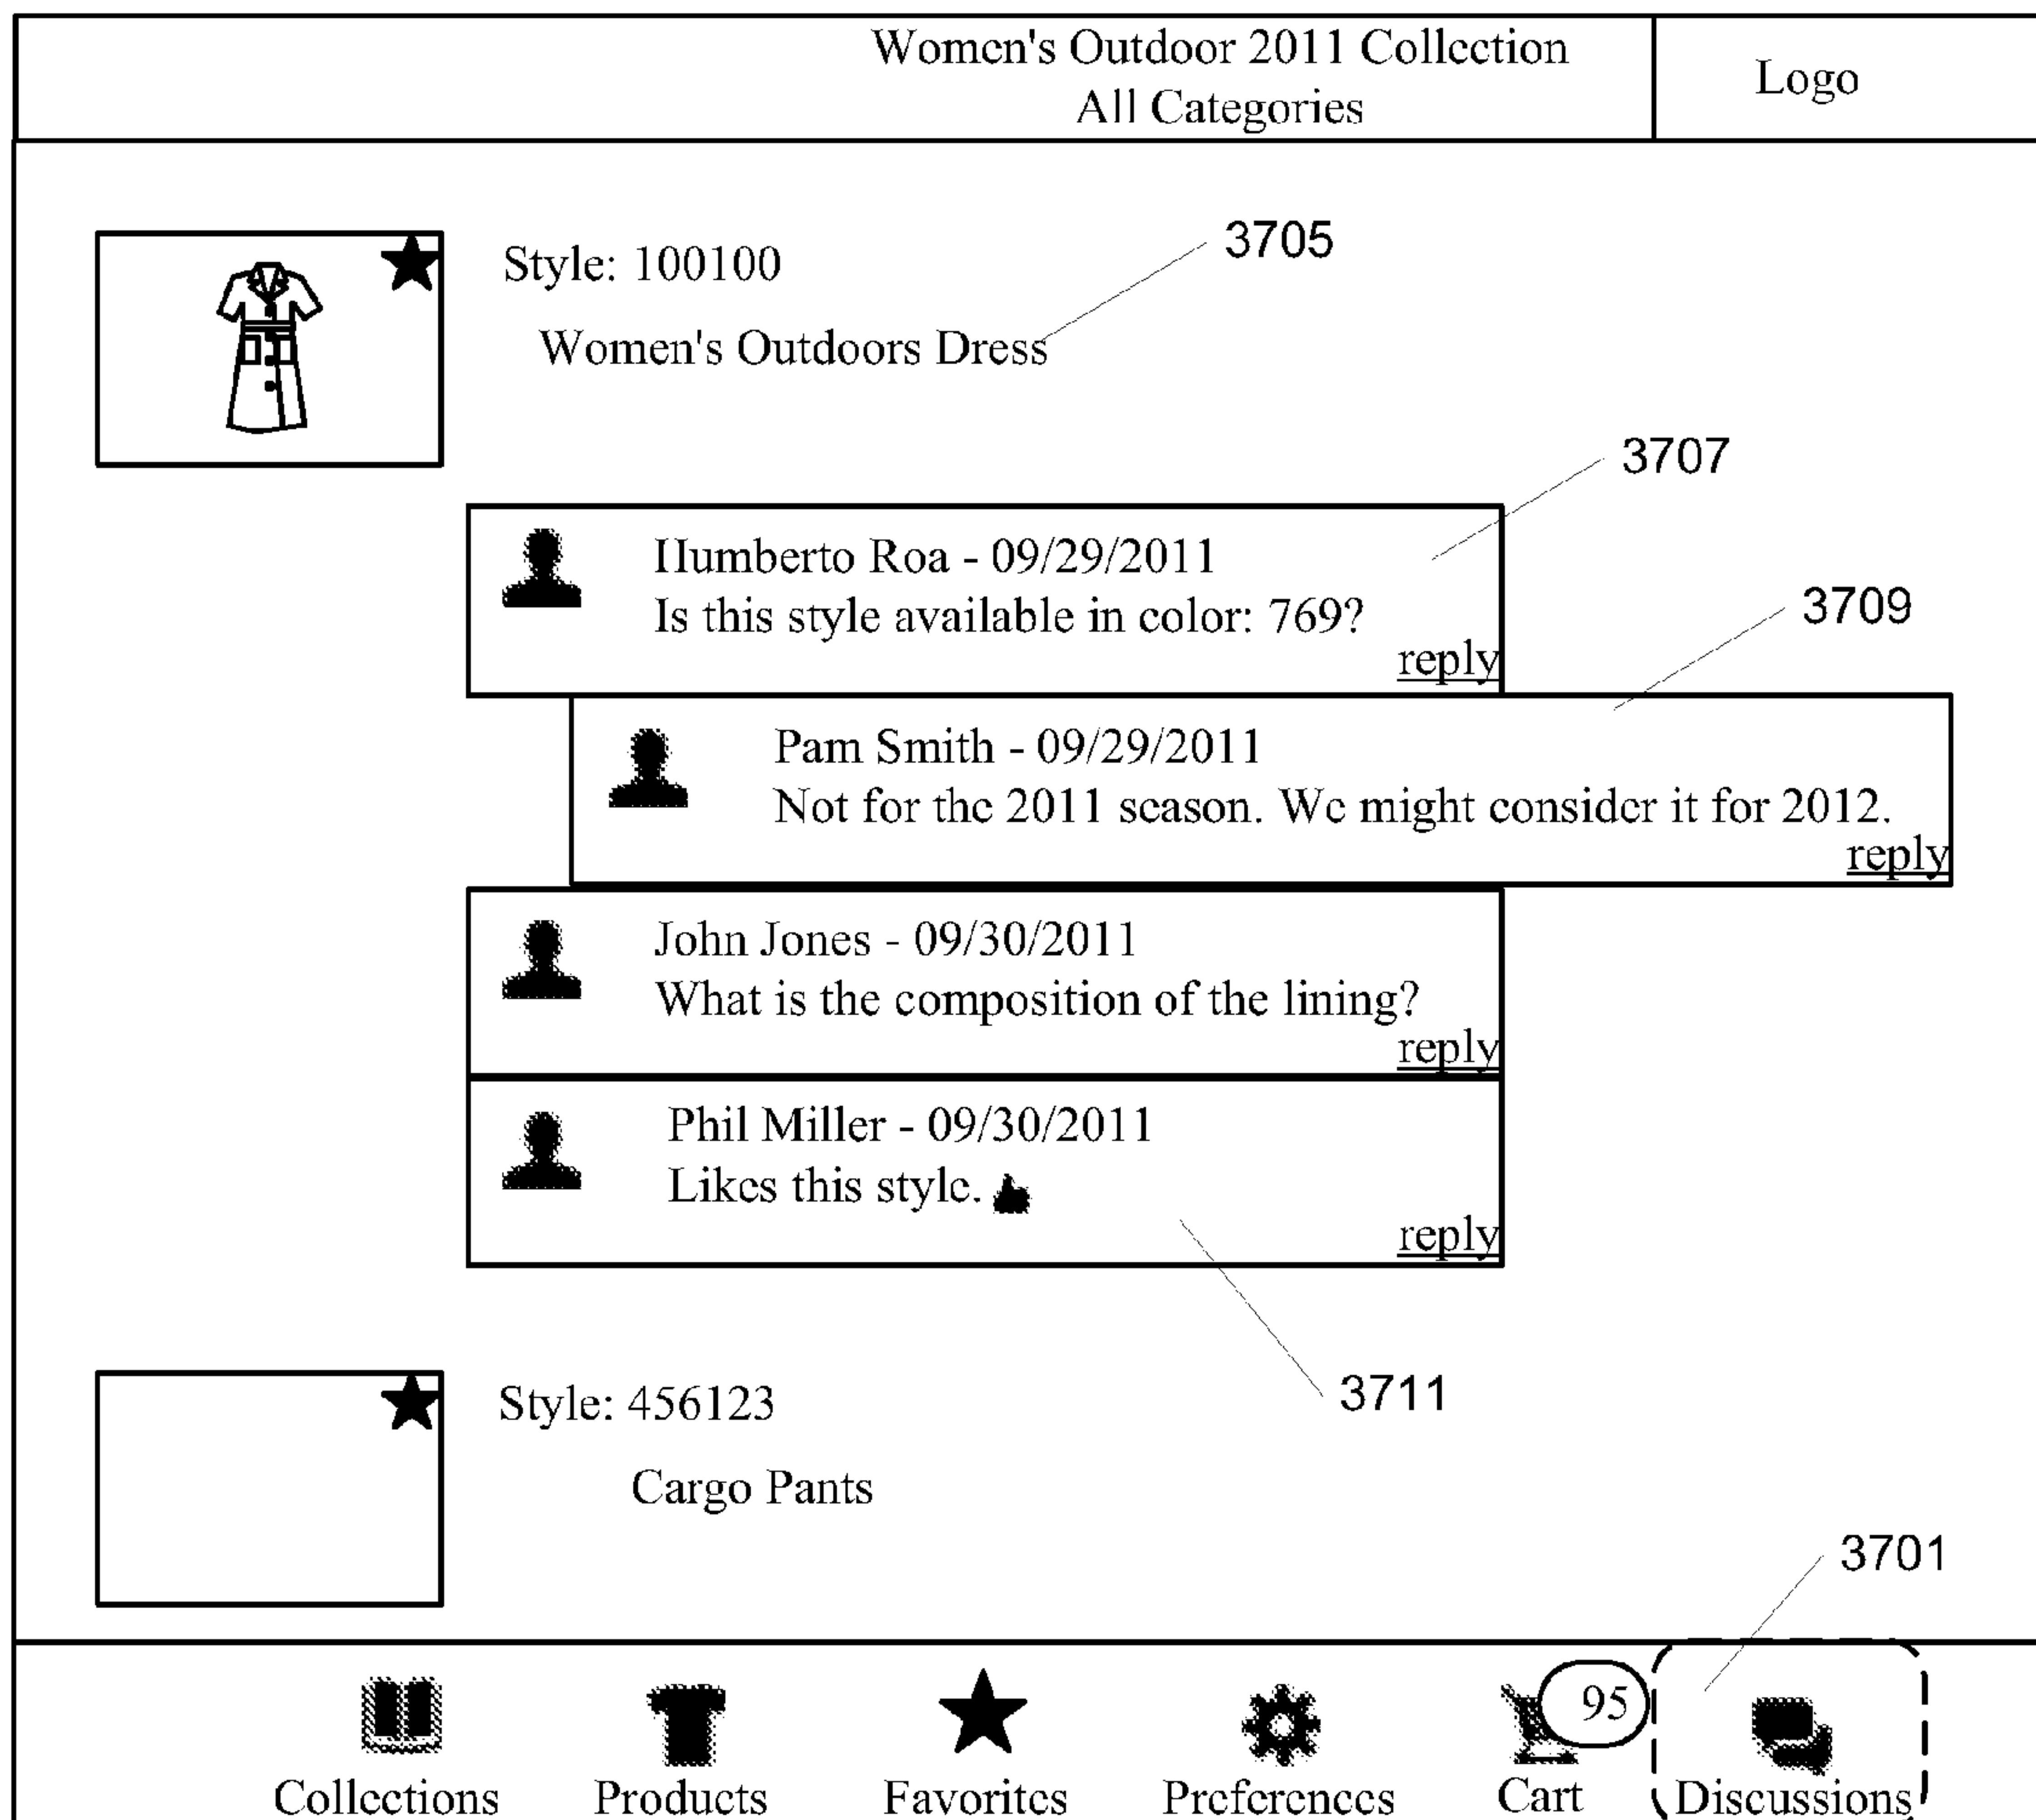 Women's Outdoor 2011 Collection
All Categories
Logo
Style: 100100
3705
Women's Outdoors Dress
3707
Humberto Roa - 09/29/2011
Is this style available in color: 769?
reply
3709
Pam Smith - 09/29/2011
Not for the 2011 season. We might consider it for 2012.
reply
John Jones - 09/30/2011
What is the composition of the lining?
reply
Phil Miller - 09/30/2011
Likes this style.
reply
3711
Style: 456123
Cargo Pants
3701
95
Collections
Products
Favorites
Preferences
Cart
Discussions